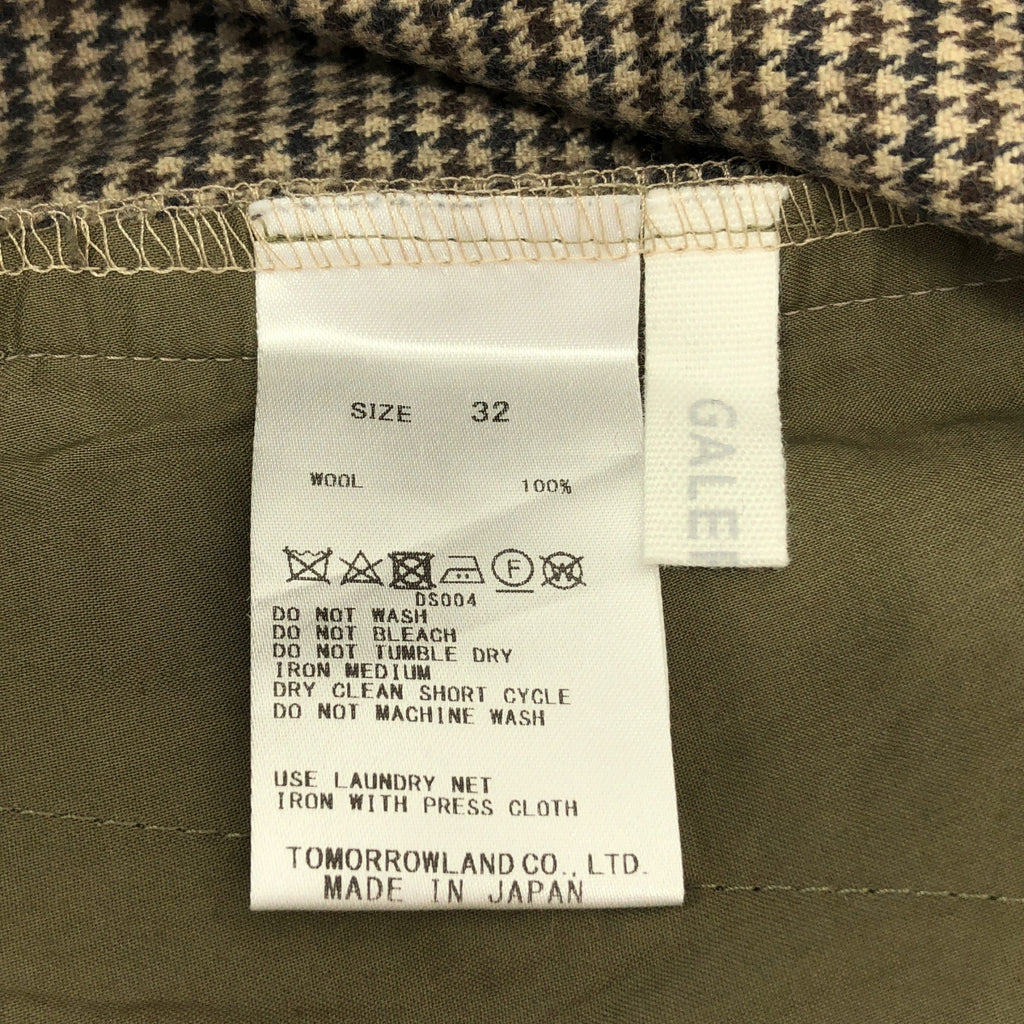 SIZE 32
WOOL 100%
F W
DS004
DO NOT WASH
DO NOT BLEACH
DO NOT TUMBLE DRY
IRON MEDIUM
DRY CLEAN SHORT CYCLE
DO NOT MACHINE WASH
USE LAUNDRY NET
IRON WITH PRESS CLOTH
TOMORROWLAND CO., LTD.
MADE IN JAPAN